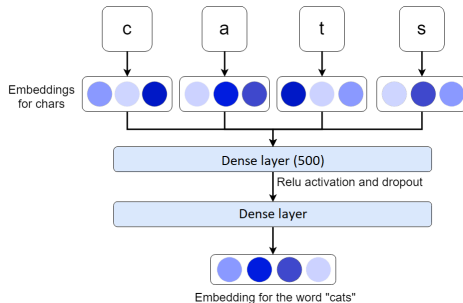 c a t s
Embeddings
for chars
Dense layer (500)
Relu activation and dropout
Dense layer
Embedding for the word "cats"